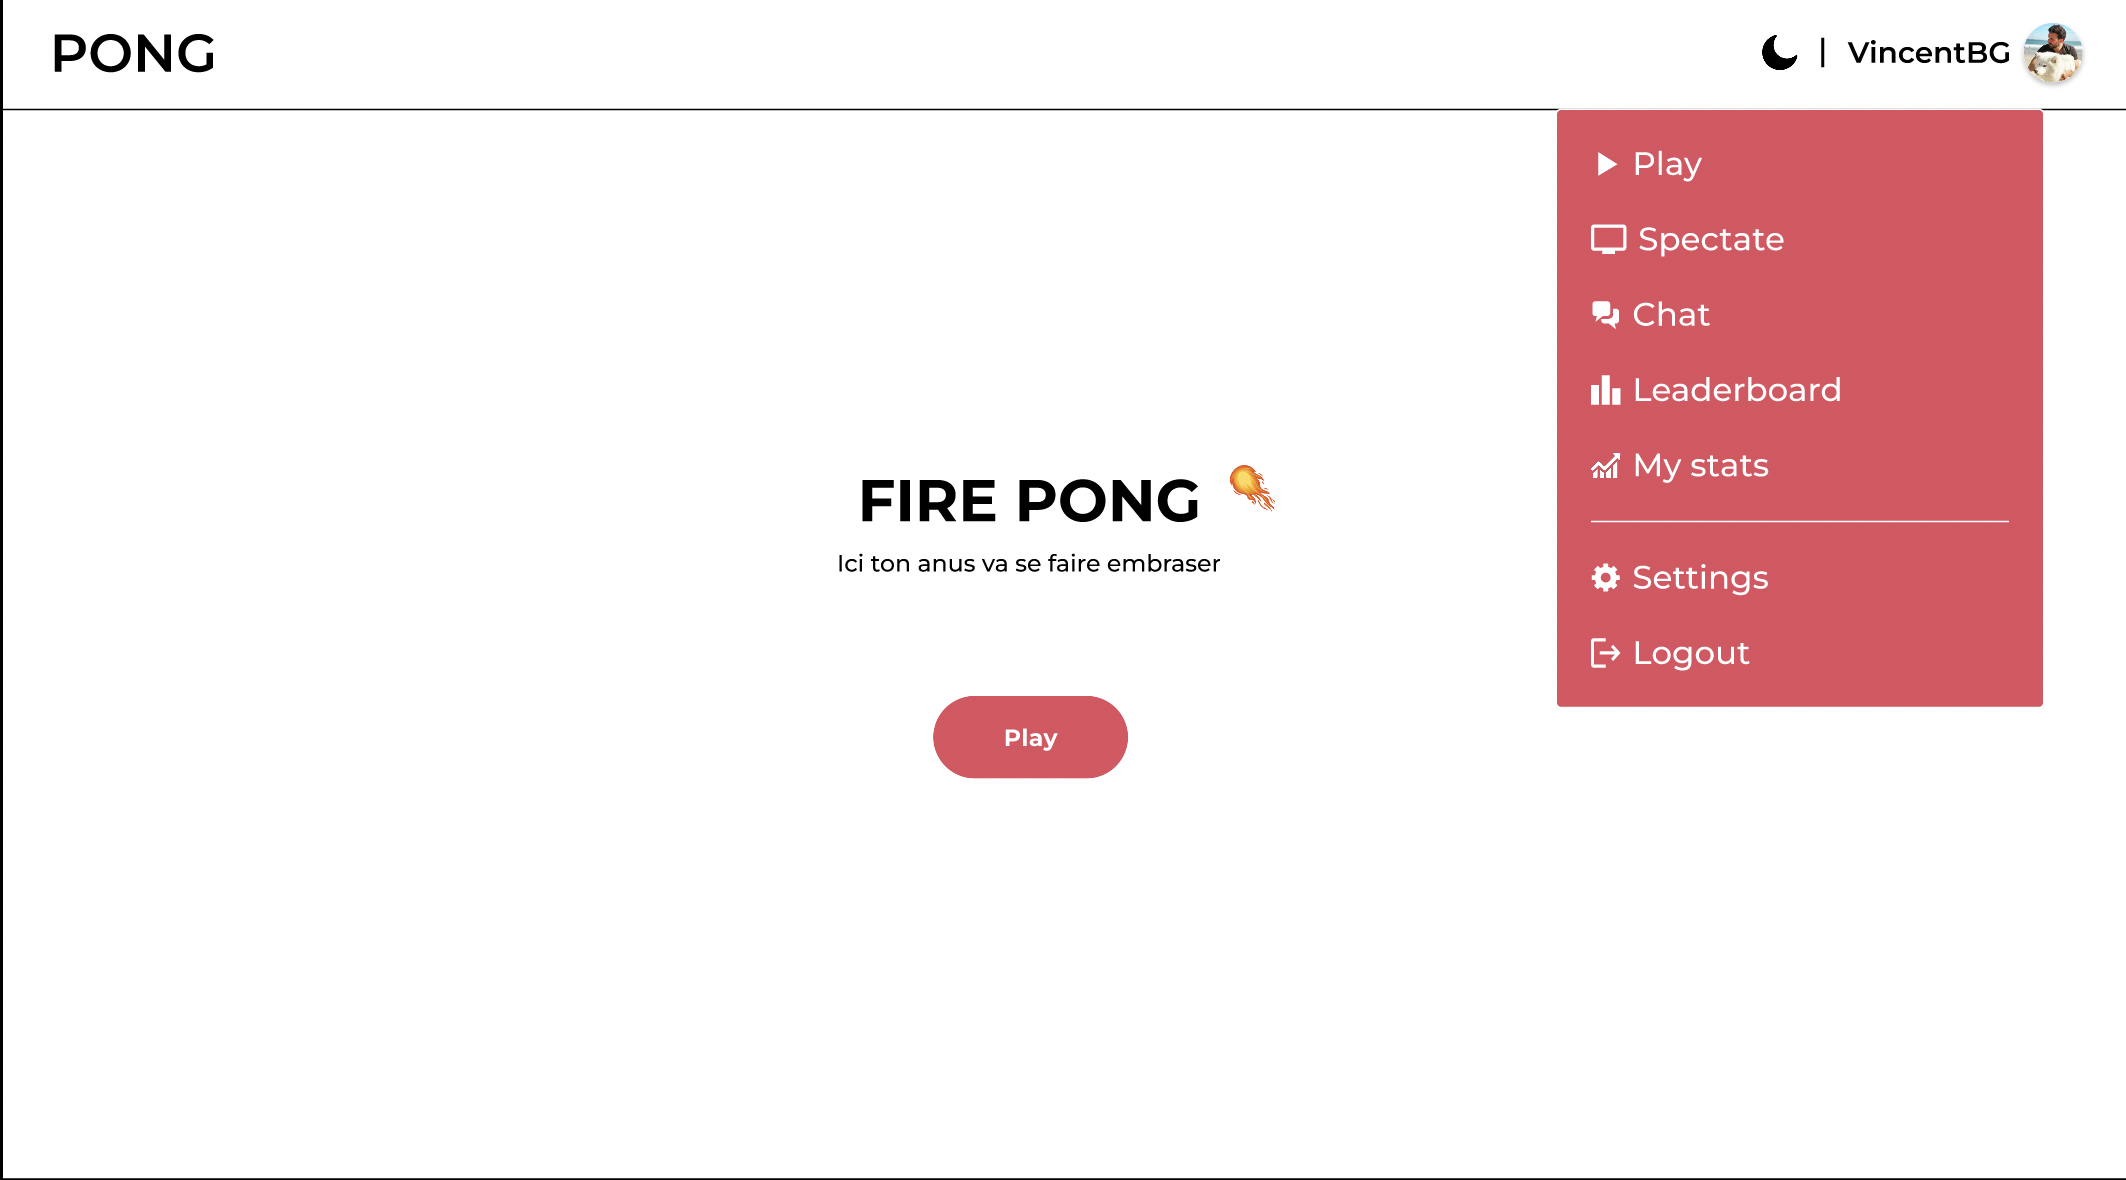 PONG
| VincentBG
Play
Spectate
Chat
Leaderboard
My stats
Settings
Logout
FIRE PONG
Ici ton anus va se faire embraser
Play